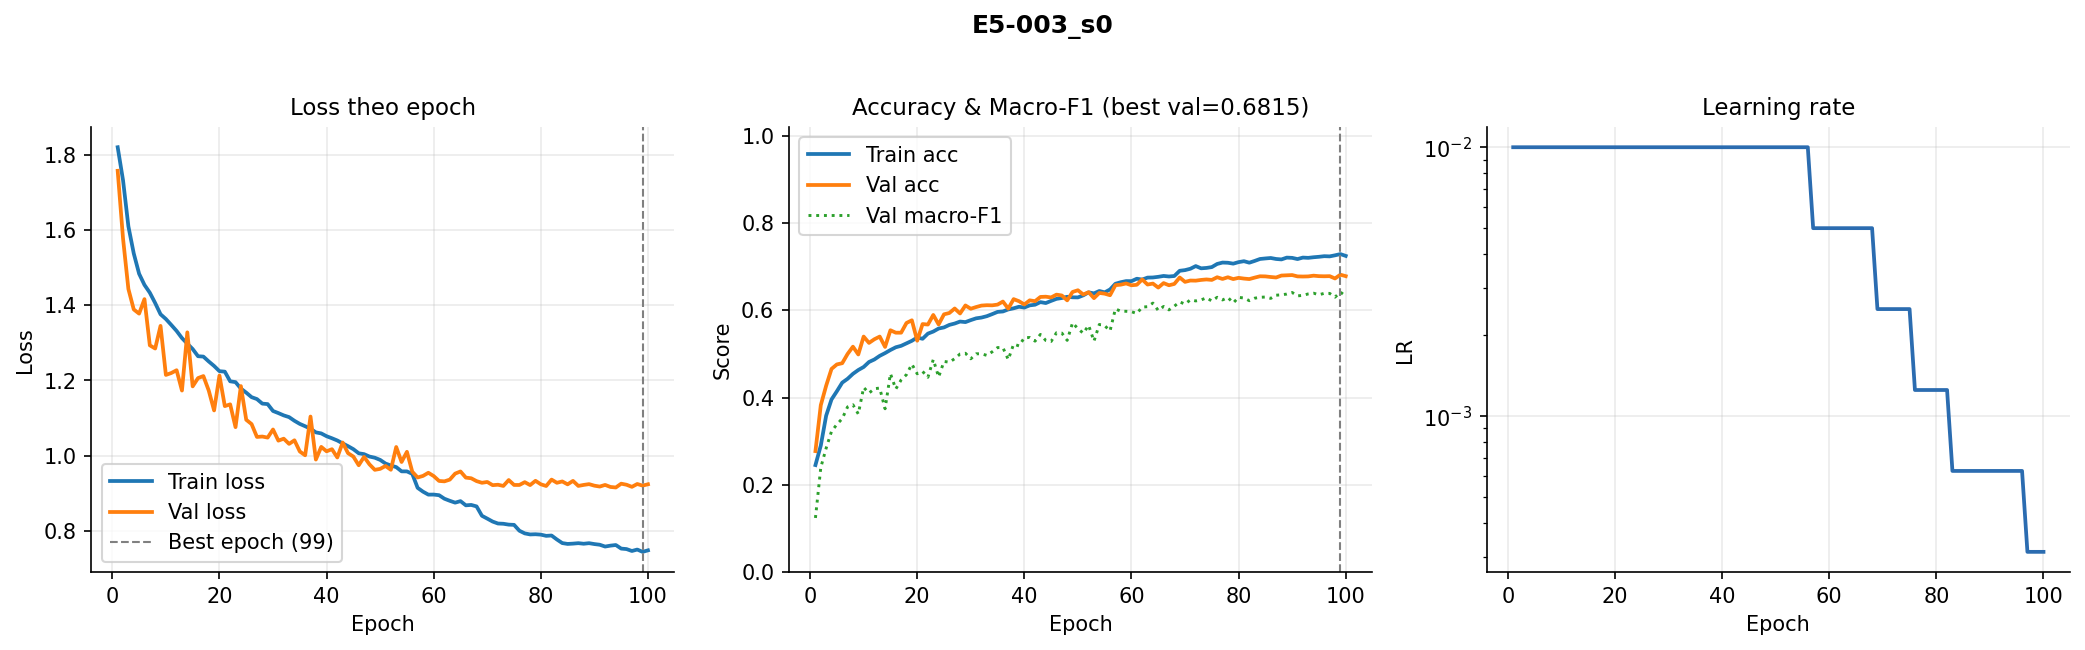 E5-003_s0
Loss theo epoch
1.8
1.6
1.4
1.2
1.0
0.8
Loss
Train loss
Val loss
Best epoch (99)
0 20 40 60 80 100
Epoch
Accuracy & Macro-F1 (best val=0.6815)
1.0
0.8
0.6
0.4
0.2
0.0
Score
Train acc
Val acc
Val macro-F1
0 20 40 60 80 100
Epoch
Learning rate
10⁻²
10⁻³
LR
0 20 40 60 80 100
Epoch